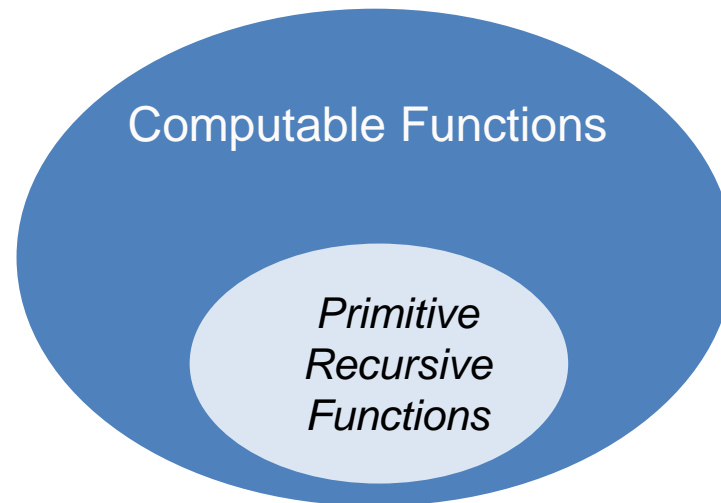 Computable Functions
Primitive
Recursive
Functions